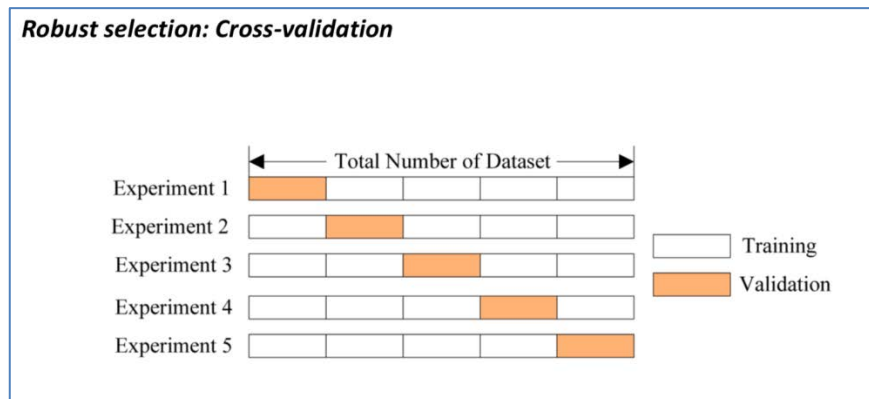 Robust selection: Cross-validation
Total Number of Dataset
Experiment 1
Experiment 2
Experiment 3
Experiment 4
Experiment 5
Training
Validation